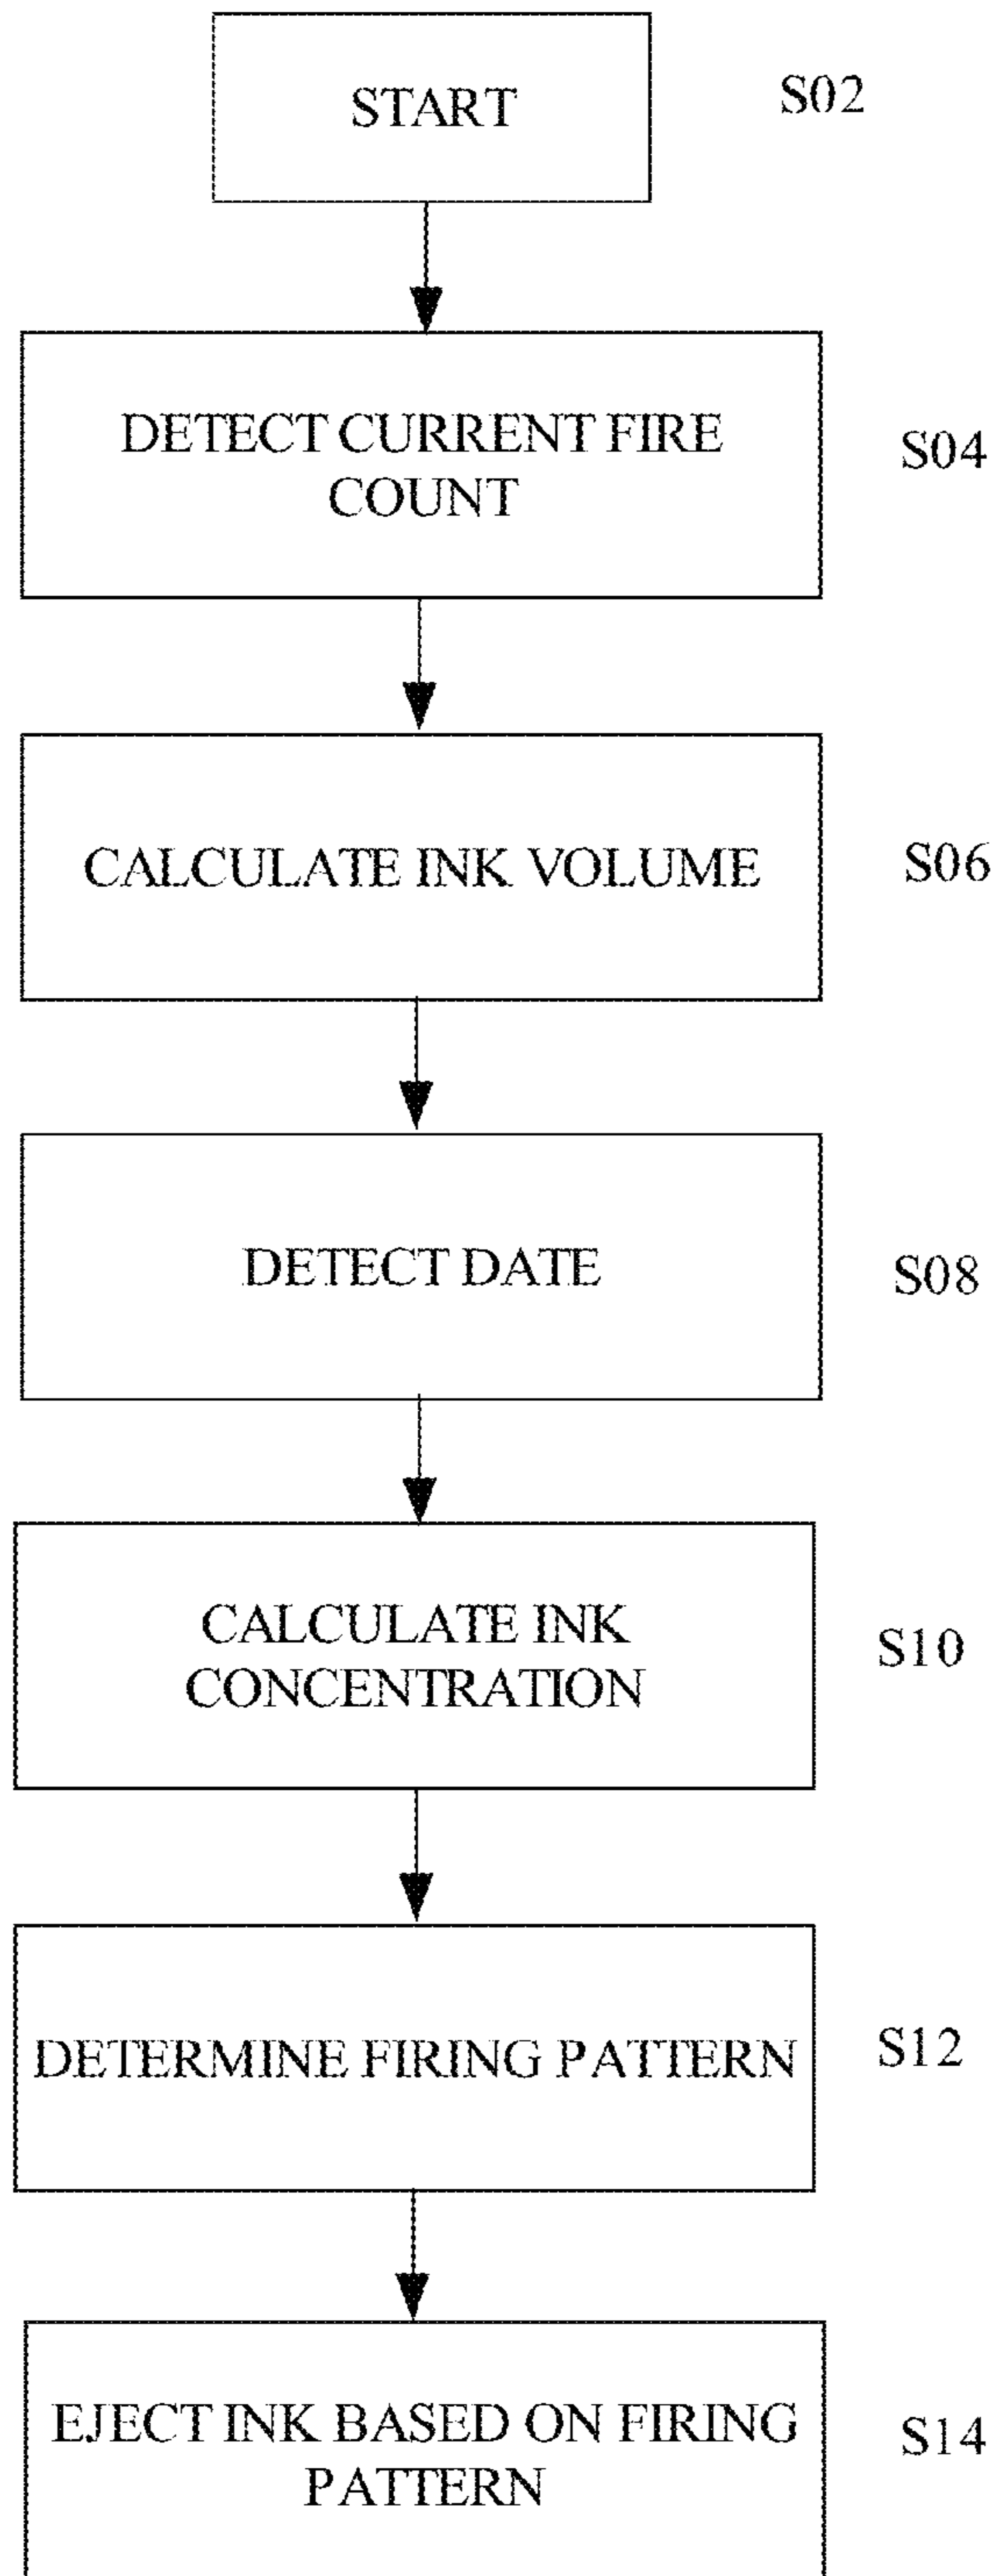 START
S02
DETECT CURRENT FIRE
COUNT
S04
CALCULATE INK VOLUME
S06
DETECT DATE
S08
CALCULATE INK
CONCENTRATION
S10
DETERMINE FIRING PATTERN
S12
EJECT INK BASED ON FIRING
PATTERN
S14